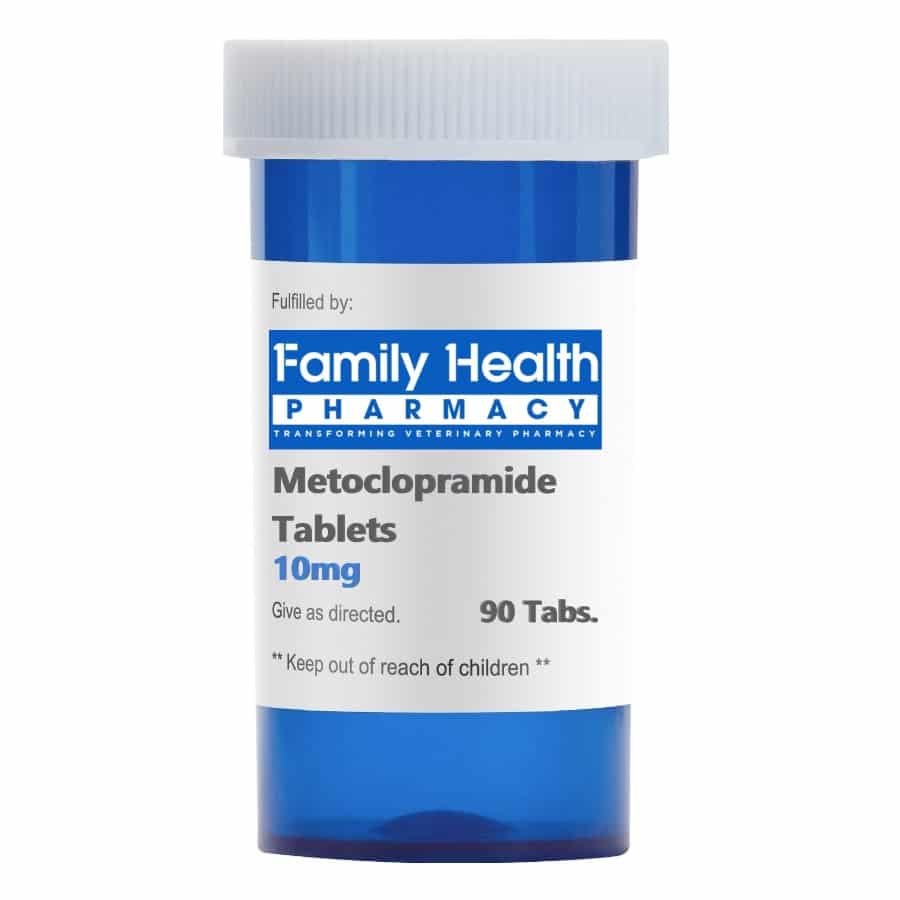 Fulfilled by:
Family Health
PHARMACY
TRANSFORMING VETERINARY PHARMACY
Metoclopramide
Tablets
10mg
Give as directed. 90 Tabs.
** Keep out of reach of children **